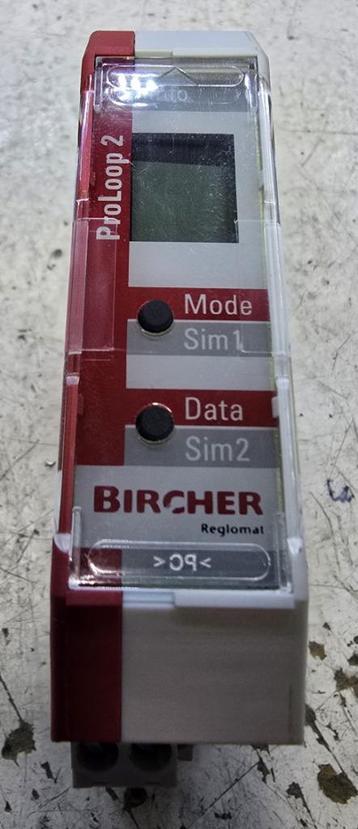 ProLoop 2
Mode
Sim1
Data
Sim2
BIRCHER
Reglomat
>PC<